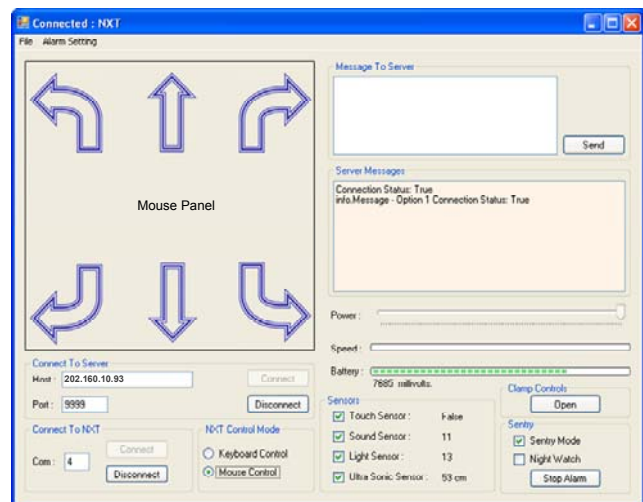 Connected : NXT
File Alarm Setting
Mouse Panel
Message To Server
Send
Server Messages
Connection Status: True
info.Message - Option 1 Connection Status: True
Power :
Speed :
Battery :
7685 millivolts.
Connect To Server
Host : 202.160.10.93
Connect
Port : 9999
Disconnect
Connect To NXT
Com : 4
Connect
Disconnect
NXT Control Mode
Keyboard Control
Mouse Control
Sensors
Touch Sensor : False
Sound Sensor : 11
Light Sensor : 13
Ultra Sonic Sensor : 53 cm
Clamp Controls
Open
Sentry
Sentry Mode
Night Watch
Stop Alarm